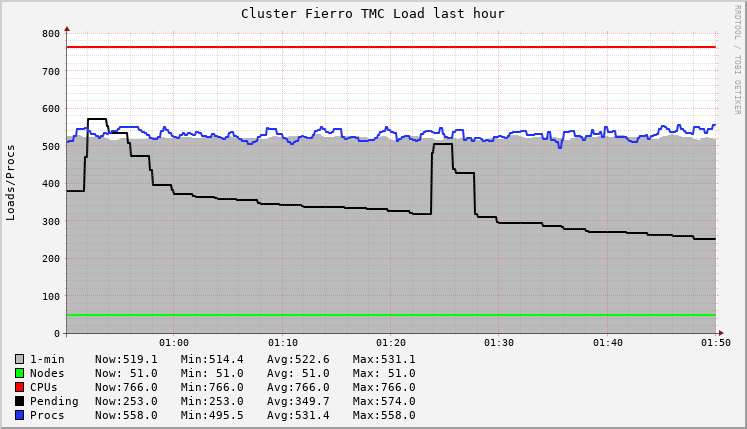 Cluster Fierro TMC Load last hour
RRDTOOL / TOBI OETIKER
Loads/Procs
800
700
600
500
400
300
200
100
0
01:00 01:10 01:20 01:30 01:40 01:50
1-min Now:519.1 Min:514.4 Avg:522.6 Max:531.1
Nodes Now: 51.0 Min: 51.0 Avg: 51.0 Max: 51.0
CPUs Now:766.0 Min:766.0 Avg:766.0 Max:766.0
Pending Now:253.0 Min:253.0 Avg:349.7 Max:574.0
Procs Now:558.0 Min:495.5 Avg:531.4 Max:558.0